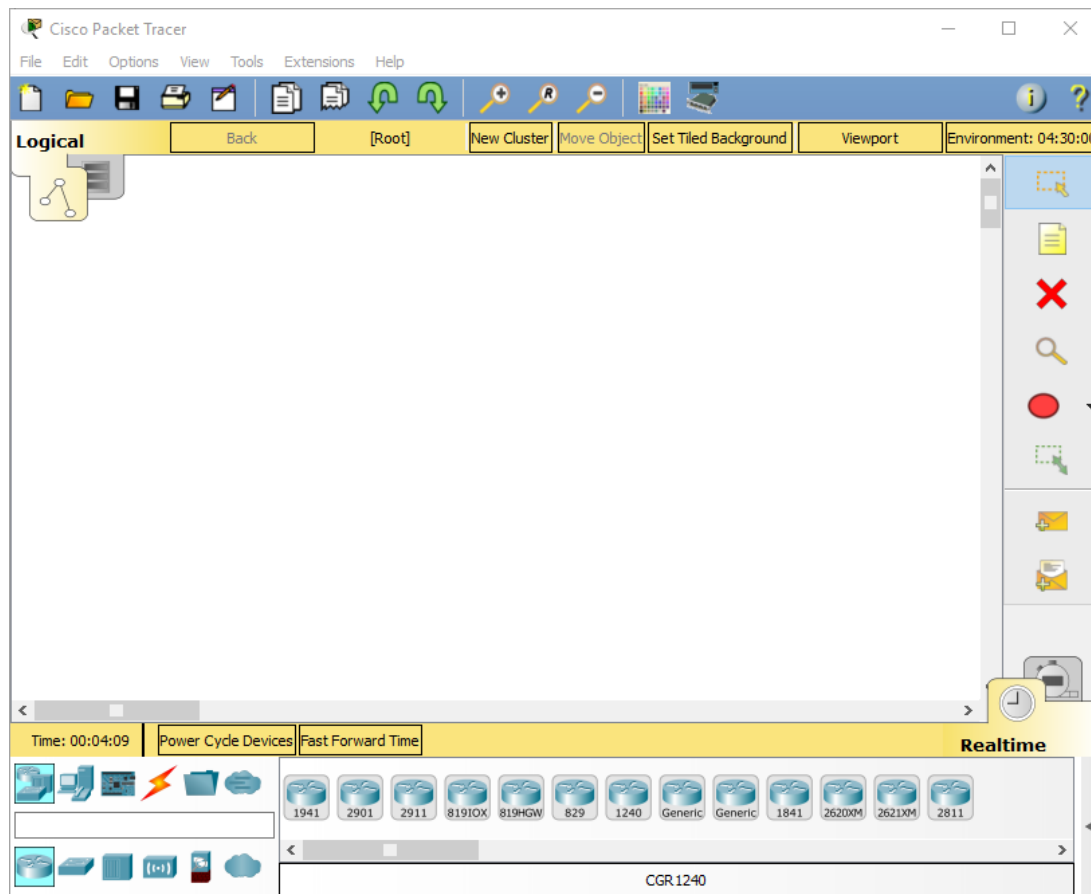 Cisco Packet Tracer
File Edit Options View Tools Extensions Help
R i ?
Logical Back [Root] New Cluster Move Object Set Tiled Background Viewport Environment: 04:30:00
Time: 00:04:09 Power Cycle Devices Fast Forward Time Realtime
1941 2901 2911 819IOX 819HGW 829 1240 Generic Generic 1841 2620XM 2621XM 2811
CGR1240